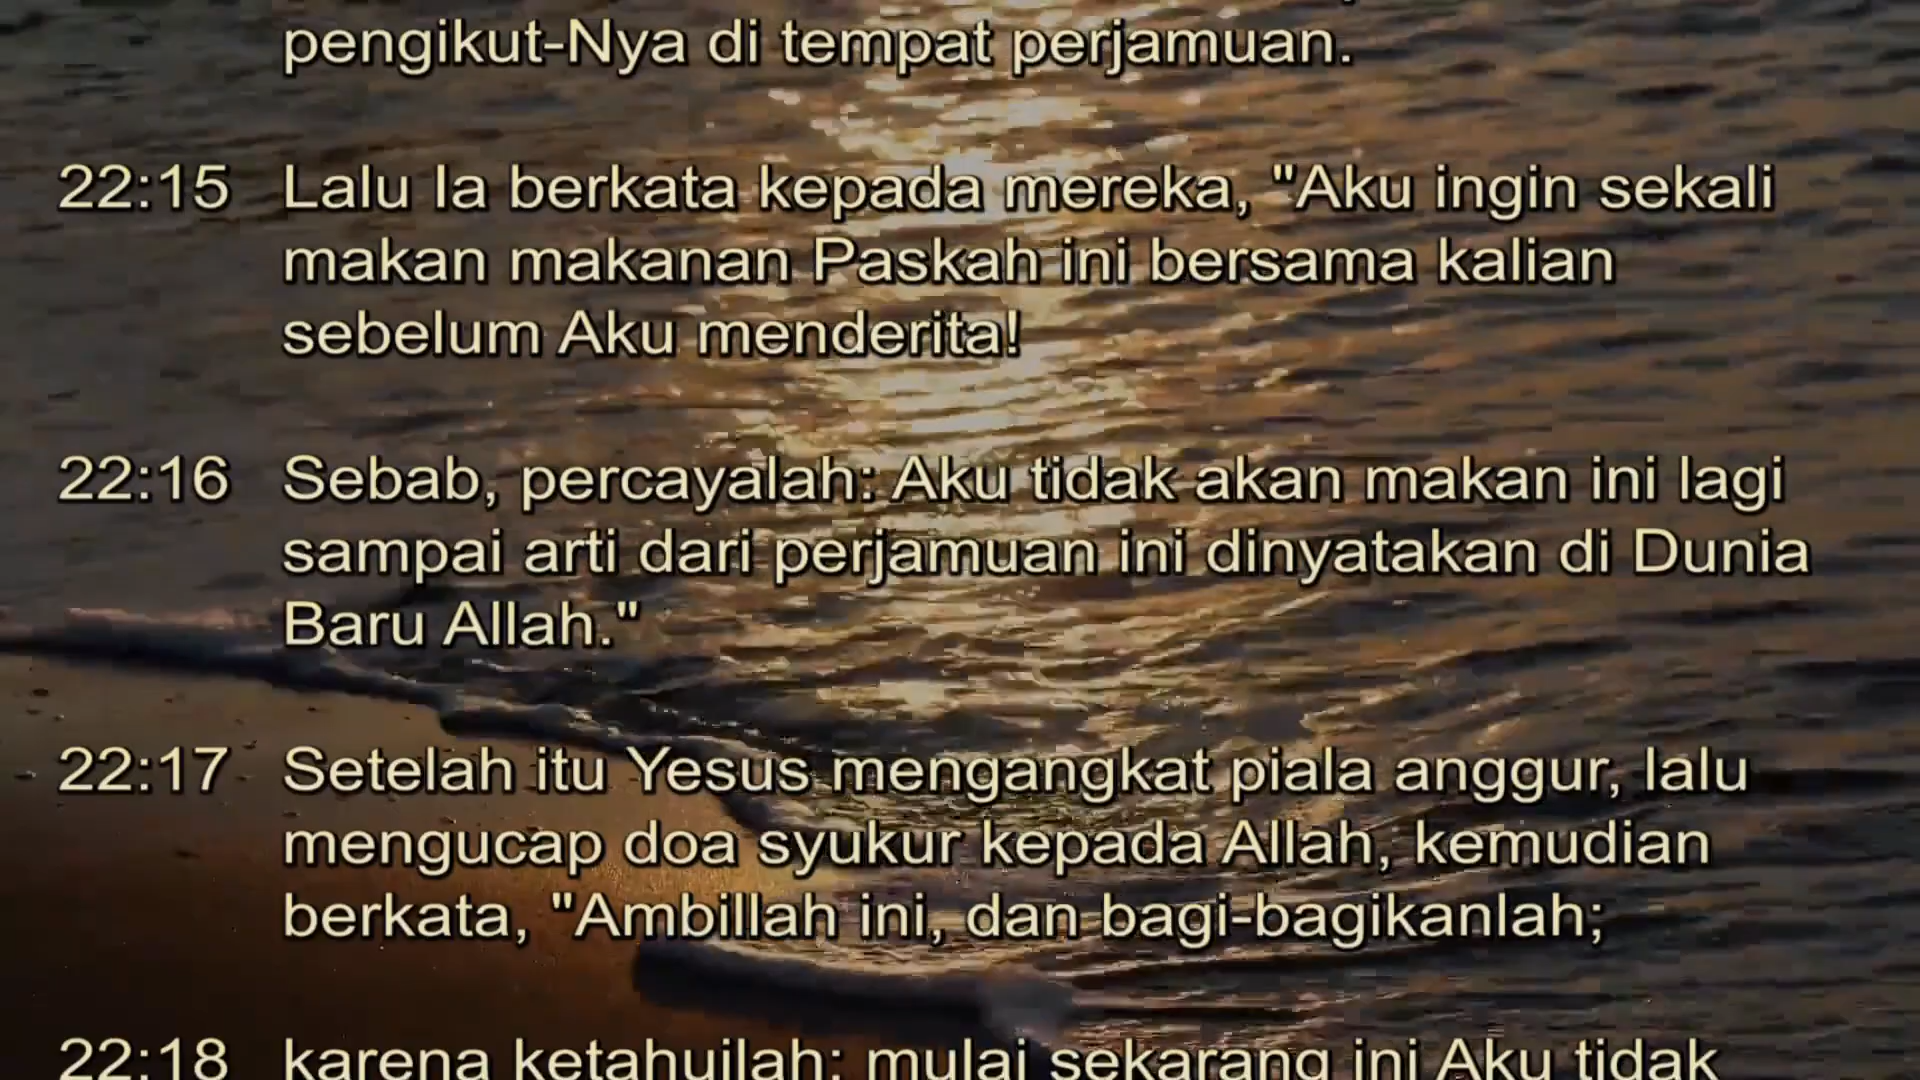 pengikut-Nya di tempat perjamuan.
22:15 Lalu Ia berkata kepada mereka, "Aku ingin sekali
makan makanan Paskah ini bersama kalian
sebelum Aku menderita!
22:16 Sebab, percayalah: Aku tidak akan makan ini lagi
sampai arti dari perjamuan ini dinyatakan di Dunia
Baru Allah."
22:17 Setelah itu Yesus mengangkat piala anggur, lalu
mengucap doa syukur kepada Allah, kemudian
berkata, "Ambillah ini, dan bagi-bagikanlah;
22:18 karena ketahuilah: mulai sekarang ini Aku tidak